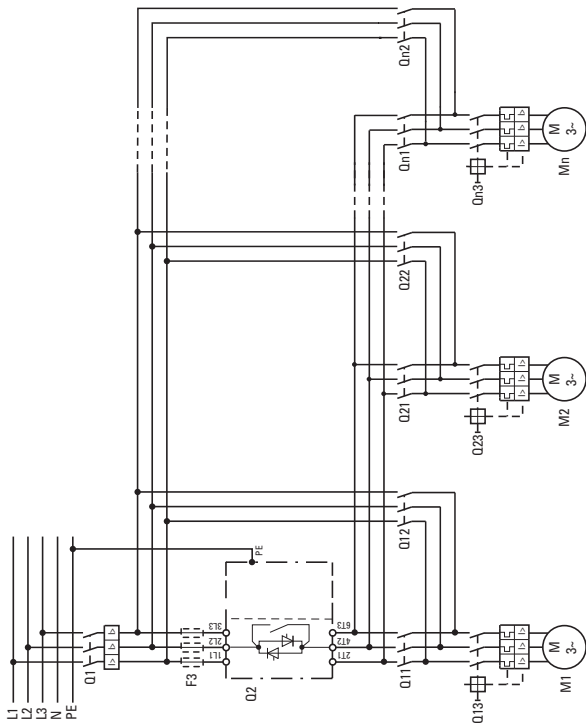 L1
L2
L3
N
PE
Q1
I> I> I>
F3
1L1 2L2 3L3
PE
Q2
2T1 4T2 6T3
Q11
Q12
Q13
I> I> I>
M
3~
M1
Q21
Q22
Q23
I> I> I>
M
3~
M2
Qn1
Qn2
Qn3
I> I> I>
M
3~
Mn